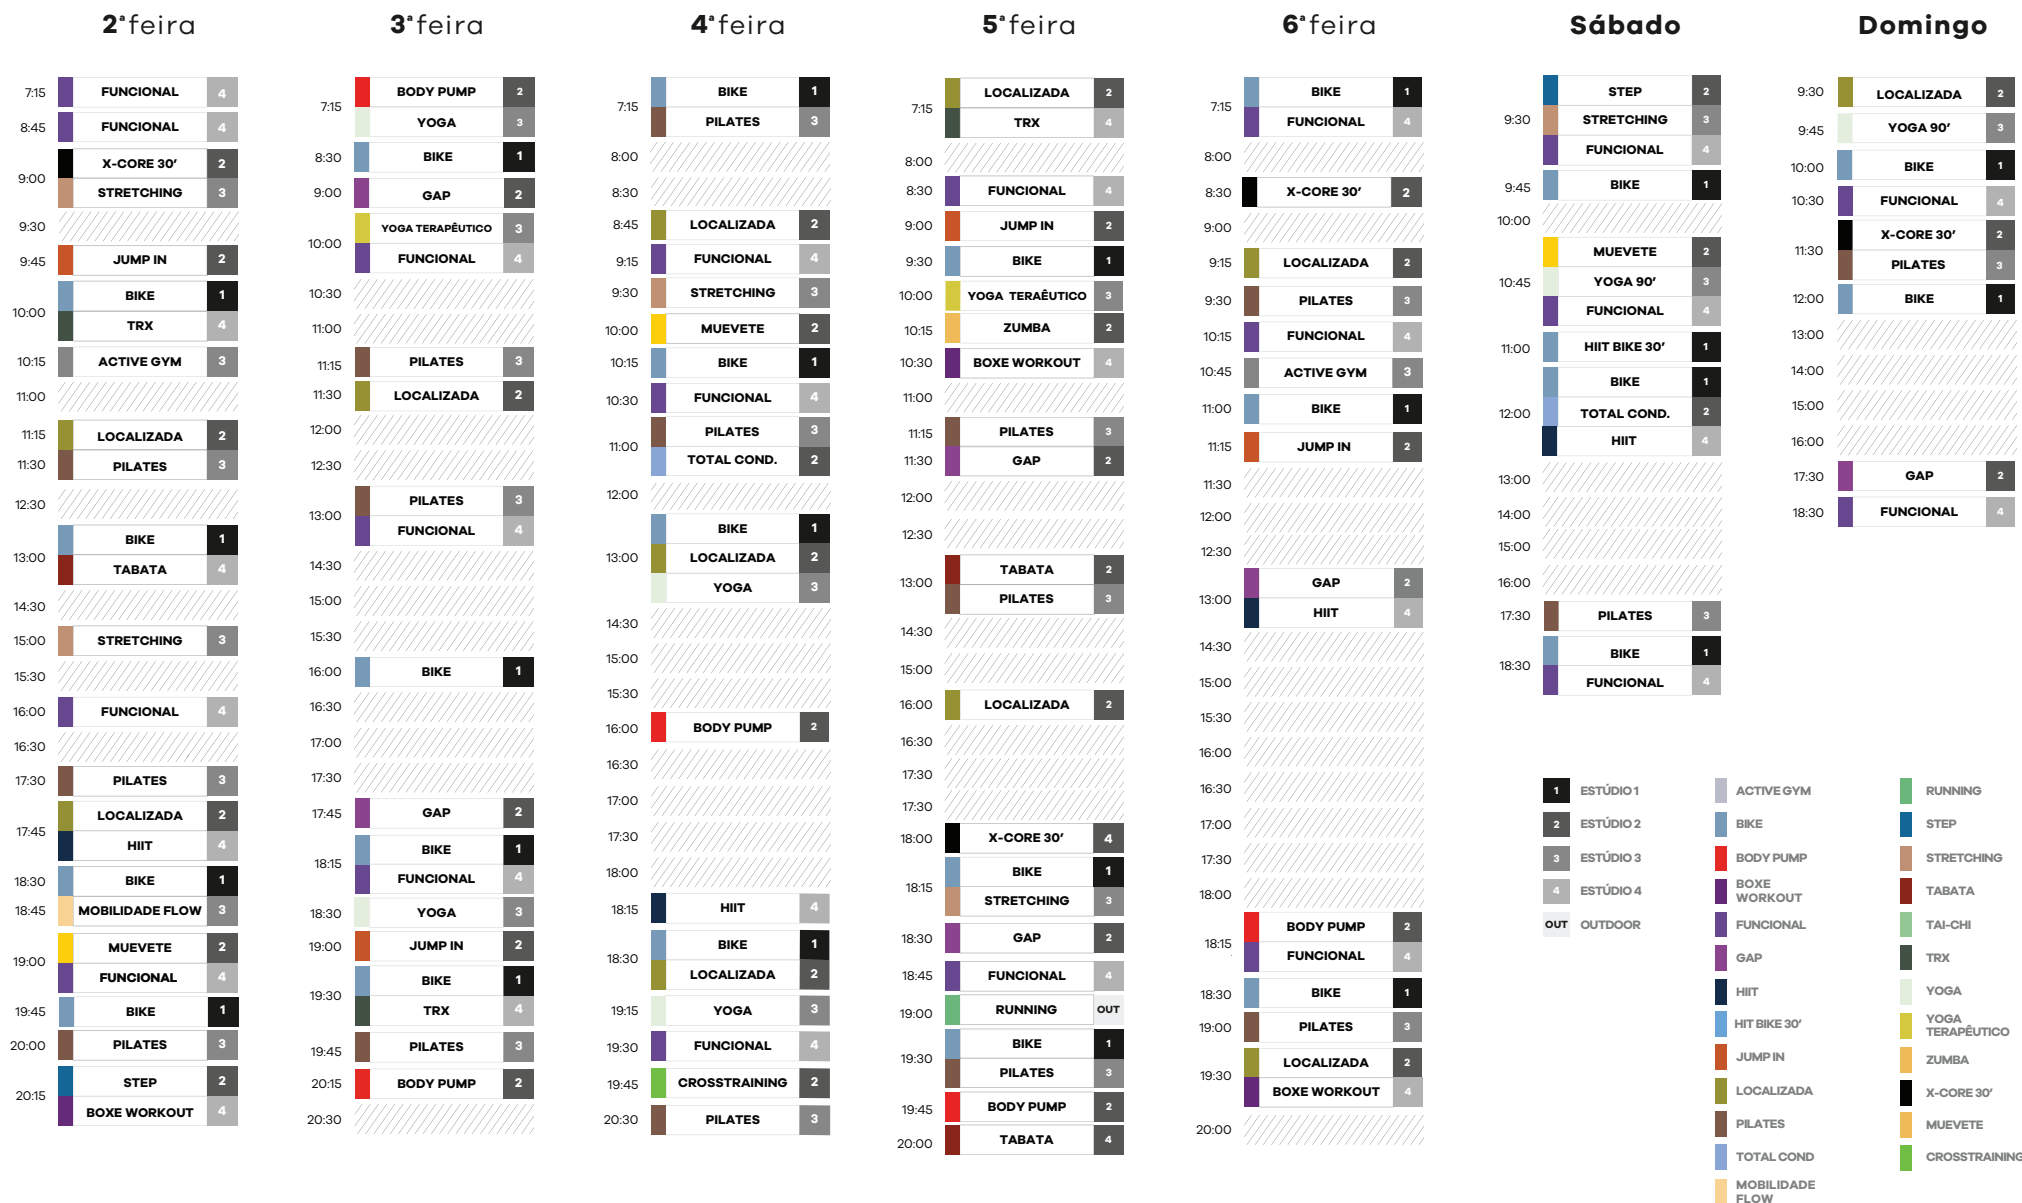 2ª feira
7:15 FUNCIONAL 4
8:45 FUNCIONAL 4
9:00 X-CORE 30' 2
STRETCHING 3
9:30
9:45 JUMP IN 2
10:00 BIKE 1
TRX 4
10:15 ACTIVE GYM 3
11:00
11:15 LOCALIZADA 2
11:30 PILATES 3
12:30
13:00 BIKE 1
TABATA 4
14:30
15:00 STRETCHING 3
15:30
16:00 FUNCIONAL 4
16:30
17:30 PILATES 3
17:45 LOCALIZADA 2
HIIT 4
18:30 BIKE 1
18:45 MOBILIDADE FLOW 3
19:00 MUEVETE 2
FUNCIONAL 4
19:45 BIKE 1
20:00 PILATES 3
20:15 STEP 2
BOXE WORKOUT 4
3ª feira
7:15 BODY PUMP 2
YOGA 3
8:30 BIKE 1
9:00 GAP 2
10:00 YOGA TERAPÊUTICO 3
FUNCIONAL 4
10:30
11:00
11:15 PILATES 3
11:30 LOCALIZADA 2
12:00
12:30
13:00 PILATES 3
FUNCIONAL 4
14:30
15:00
15:30
16:00 BIKE 1
16:30
17:00
17:30
17:45 GAP 2
18:15 BIKE 1
FUNCIONAL 4
18:30 YOGA 3
19:00 JUMP IN 2
19:30 BIKE 1
TRX 4
19:45 PILATES 3
20:15 BODY PUMP 2
20:30
4ª feira
7:15 BIKE 1
PILATES 3
8:00
8:30
8:45 LOCALIZADA 2
9:15 FUNCIONAL 4
9:30 STRETCHING 3
10:00 MUEVETE 2
10:15 BIKE 1
10:30 FUNCIONAL 4
11:00 PILATES 3
TOTAL COND. 2
12:00
13:00 BIKE 1
LOCALIZADA 2
YOGA 3
14:30
15:00
15:30
16:00 BODY PUMP 2
16:30
17:00
17:30
18:00
18:15 HIIT 4
18:30 BIKE 1
LOCALIZADA 2
19:15 YOGA 3
19:30 FUNCIONAL 4
19:45 CROSSTRAINING 2
20:30 PILATES 3
5ª feira
7:15 LOCALIZADA 2
TRX 4
8:00
8:30 FUNCIONAL 4
9:00 JUMP IN 2
9:30 BIKE 1
10:00 YOGA TERAÊUTICO 3
10:15 ZUMBA 2
10:30 BOXE WORKOUT 4
11:00
11:15 PILATES 3
11:30 GAP 2
12:00
12:30
13:00 TABATA 2
PILATES 3
14:30
15:00
16:00 LOCALIZADA 2
16:30
17:30
17:30
18:00 X-CORE 30' 4
18:15 BIKE 1
STRETCHING 3
18:30 GAP 2
18:45 FUNCIONAL 4
19:00 RUNNING OUT
19:30 BIKE 1
PILATES 3
19:45 BODY PUMP 2
20:00 TABATA 4
6ª feira
7:15 BIKE 1
FUNCIONAL 4
8:00
8:30 X-CORE 30' 2
9:00
9:15 LOCALIZADA 2
9:30 PILATES 3
10:15 FUNCIONAL 4
10:45 ACTIVE GYM 3
11:00 BIKE 1
11:15 JUMP IN 2
11:30
12:00
12:30
13:00 GAP 2
HIIT 4
14:30
15:00
15:30
16:00
16:30
17:00
17:30
18:00
18:15 BODY PUMP 2
FUNCIONAL 4
18:30 BIKE 1
19:00 PILATES 3
19:30 LOCALIZADA 2
BOXE WORKOUT 4
20:00
Sábado
9:30 STEP 2
STRETCHING 3
FUNCIONAL 4
9:45 BIKE 1
10:00
10:45 MUEVETE 2
YOGA 90' 3
FUNCIONAL 4
11:00 HIIT BIKE 30' 1
12:00 BIKE 1
TOTAL COND. 2
HIIT 4
13:00
14:00
15:00
16:00
17:30 PILATES 3
18:30 BIKE 1
FUNCIONAL 4
Domingo
9:30 LOCALIZADA 2
9:45 YOGA 90' 3
10:00 BIKE 1
10:30 FUNCIONAL 4
11:30 X-CORE 30' 2
PILATES 3
12:00 BIKE 1
13:00
14:00
15:00
16:00
17:30 GAP 2
18:30 FUNCIONAL 4
1 ESTÚDIO 1
2 ESTÚDIO 2
3 ESTÚDIO 3
4 ESTÚDIO 4
OUT OUTDOOR
ACTIVE GYM
BIKE
BODY PUMP
BOXE
WORKOUT
FUNCIONAL
GAP
HIIT
HIT BIKE 30'
JUMP IN
LOCALIZADA
PILATES
TOTAL COND
MOBILIDADE
FLOW
RUNNING
STEP
STRETCHING
TABATA
TAI-CHI
TRX
YOGA
YOGA
TERAPÊUTICO
ZUMBA
X-CORE 30'
MUEVETE
CROSSTRAINING